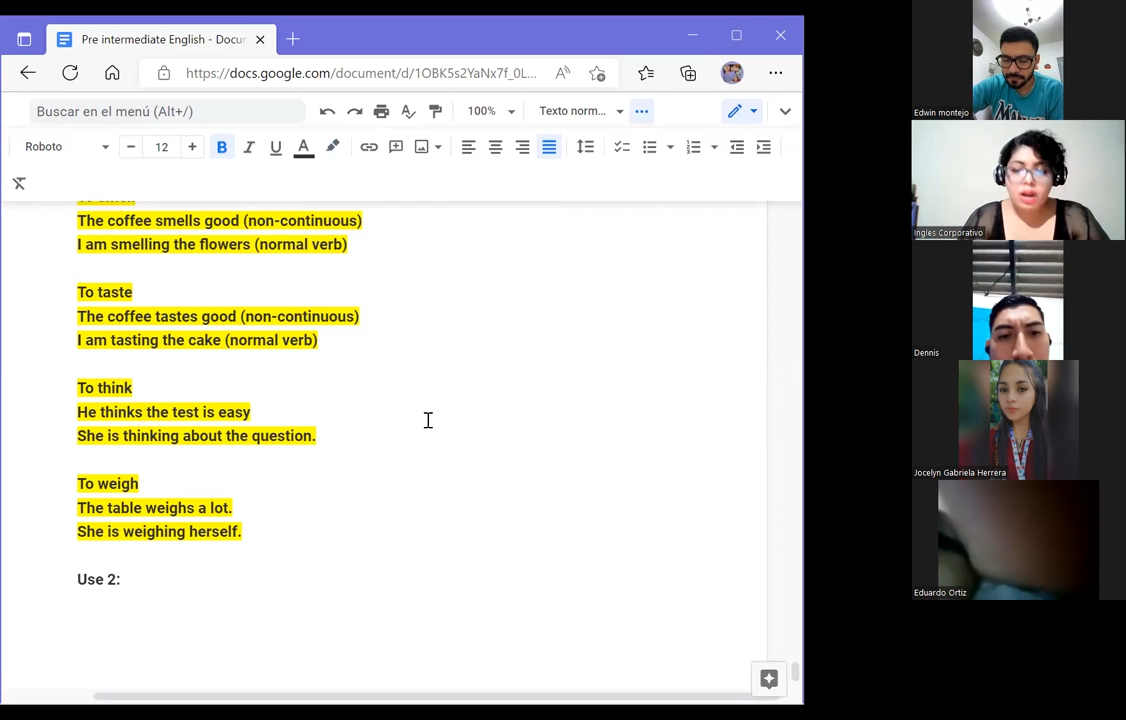 Pre intermediate English - Docur
https://docs.google.com/document/d/1OBK5s2YaNx7f_0L...
Buscar en el menú (Alt+/)
100%
Texto norm...
Roboto
12
B
I
U
A
The coffee smells good (non-continuous)
I am smelling the flowers (normal verb)
To taste
The coffee tastes good (non-continuous)
I am tasting the cake (normal verb)
To think
He thinks the test is easy
She is thinking about the question.
To weigh
The table weighs a lot.
She is weighing herself.
Use 2:
Edwin montejo
Ingles Corporativo
Dennis
Jocelyn Gabriela Herrera
Eduardo Ortiz